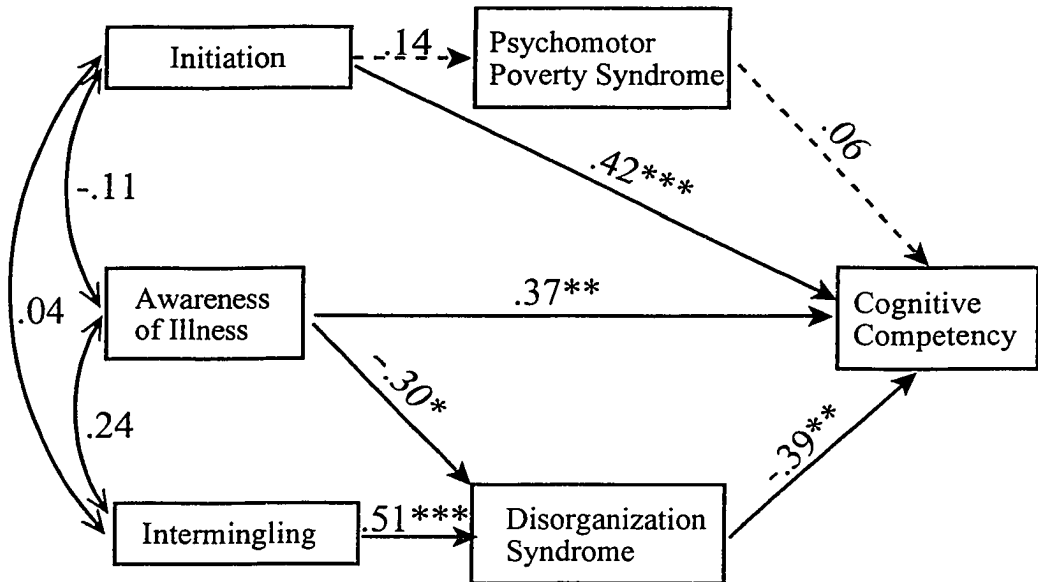 Initiation
.14
Psychomotor
Poverty Syndrome
.06
.42***
-.11
Awareness
of Illness
.37**
Cognitive
Competency
.04
-.30*
.24
-.39**
Intermingling
.51***
Disorganization
Syndrome